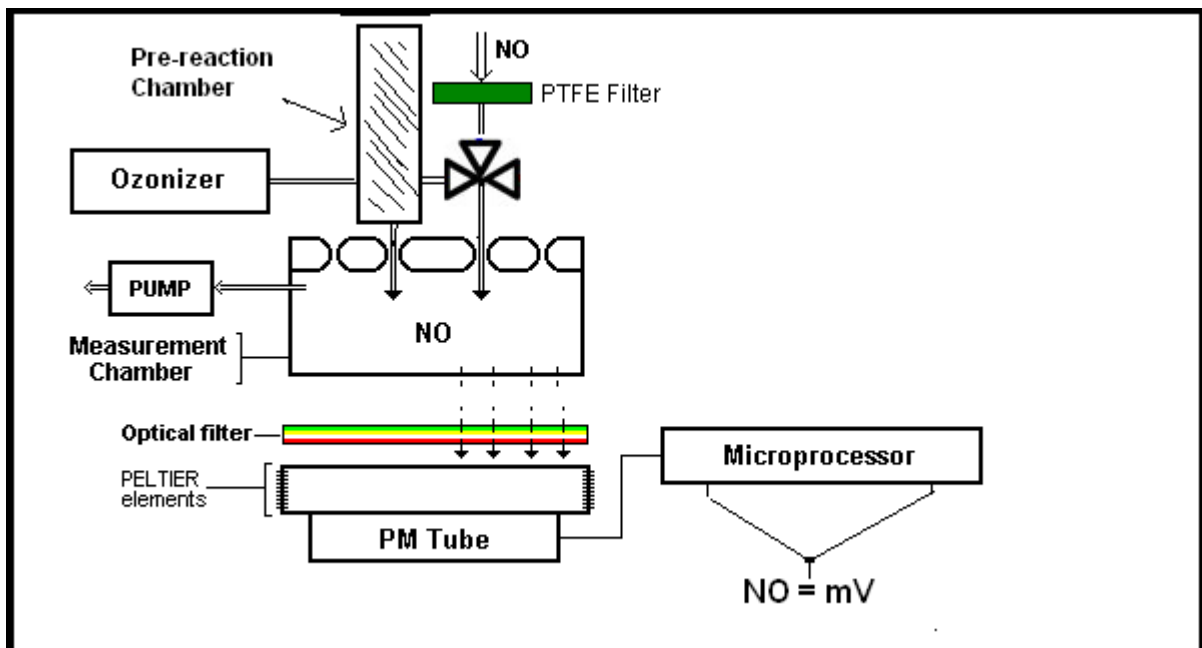 Pre-reaction
Chamber
NO
PTFE Filter
Ozonizer
PUMP
NO
Measurement
Chamber
Optical filter
PELTIER
elements
PM Tube
Microprocessor
NO = mV